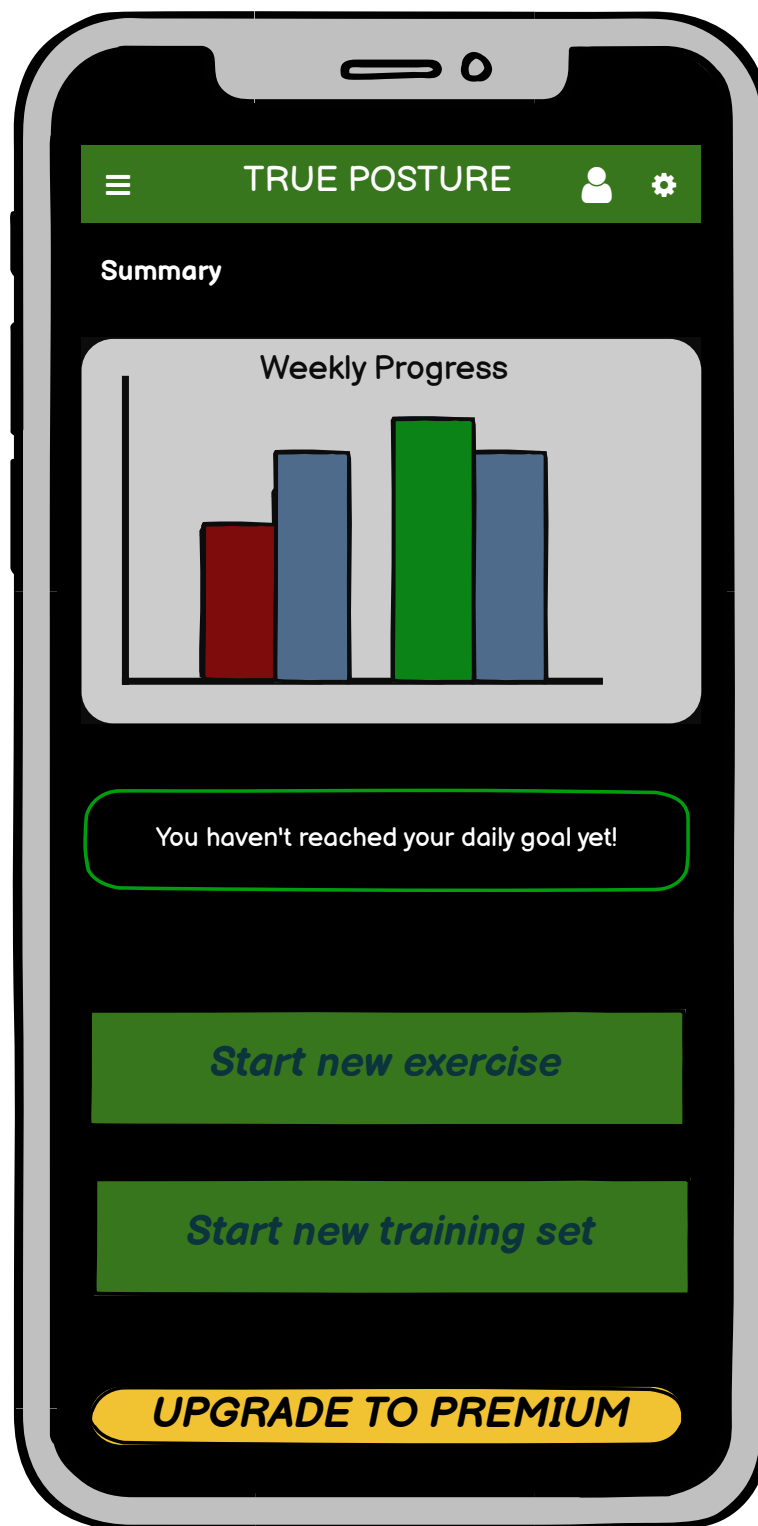 TRUE POSTURE
Summary
Weekly Progress
You haven't reached your daily goal yet!
Start new exercise
Start new training set
UPGRADE TO PREMIUM